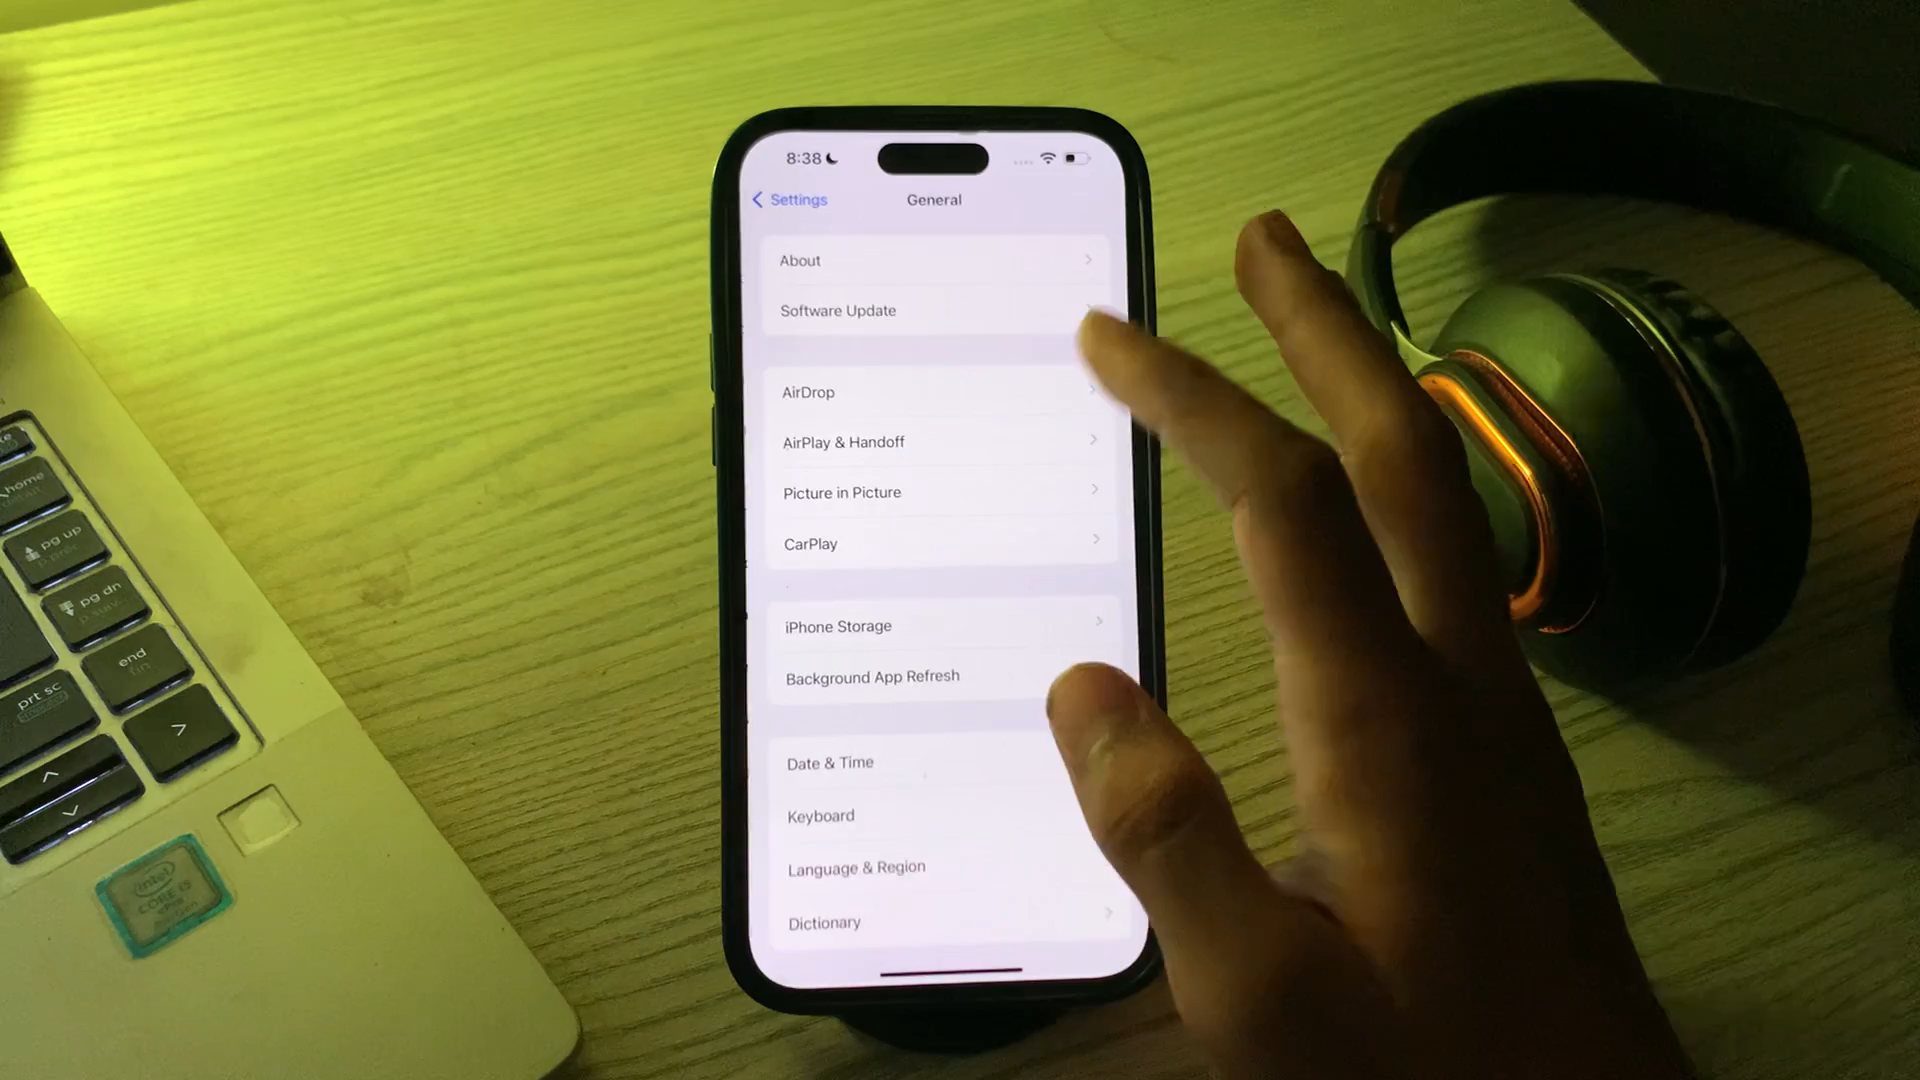 8:38
Settings
General
About
Software Update
AirDrop
AirPlay & Handoff
Picture in Picture
CarPlay
iPhone Storage
Background App Refresh
Date & Time
Keyboard
Language & Region
Dictionary
home
pg up
pg dn
end
fin
prt sc
intel
CORE i5